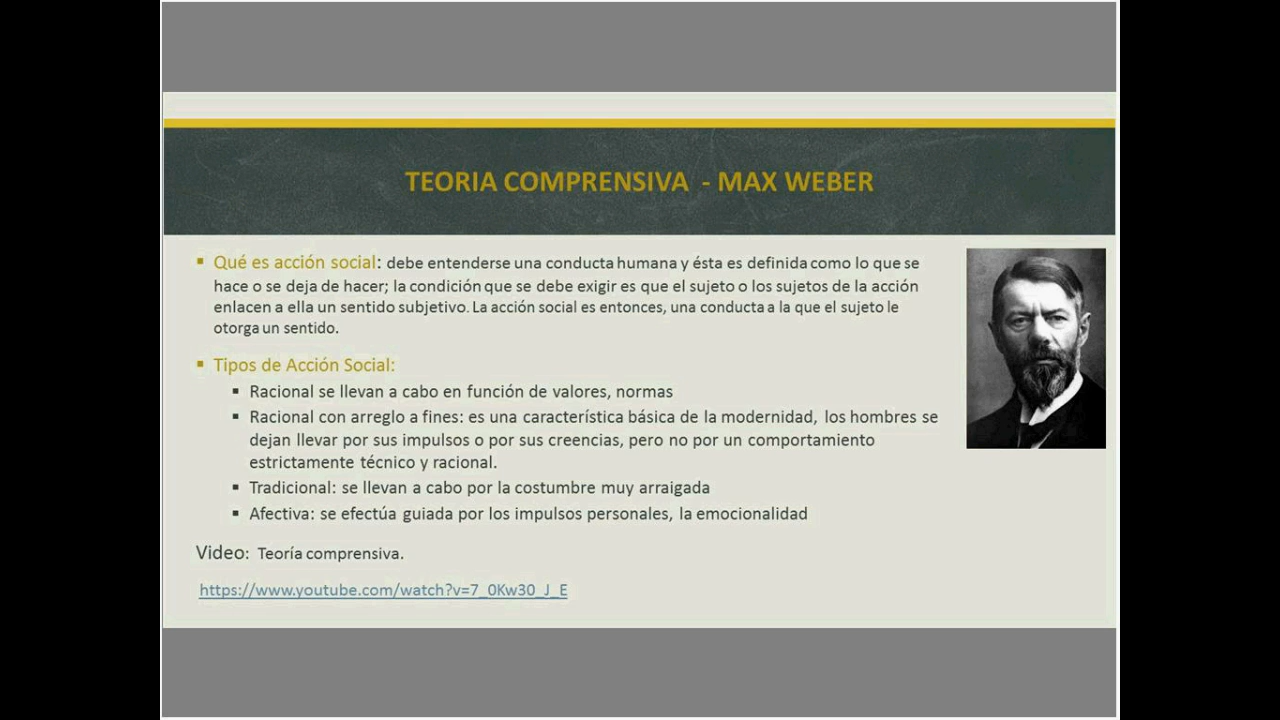 TEORIA COMPRENSIVA - MAX WEBER
▪ Qué es acción social: debe entenderse una conducta humana y ésta es definida como lo que se
hace o se deja de hacer; la condición que se debe exigir es que el sujeto o los sujetos de la acción
enlacen a ella un sentido subjetivo. La acción social es entonces, una conducta a la que el sujeto le
otorga un sentido.
▪ Tipos de Acción Social:
▪ Racional se llevan a cabo en función de valores, normas
▪ Racional con arreglo a fines: es una característica básica de la modernidad, los hombres se
dejan llevar por sus impulsos o por sus creencias, pero no por un comportamiento
estrictamente técnico y racional.
▪ Tradicional: se llevan a cabo por la costumbre muy arraigada
▪ Afectiva: se efectúa guiada por los impulsos personales, la emocionalidad
Video: Teoría comprensiva.
https://www.youtube.com/watch?v=7_0Kw30_J_E